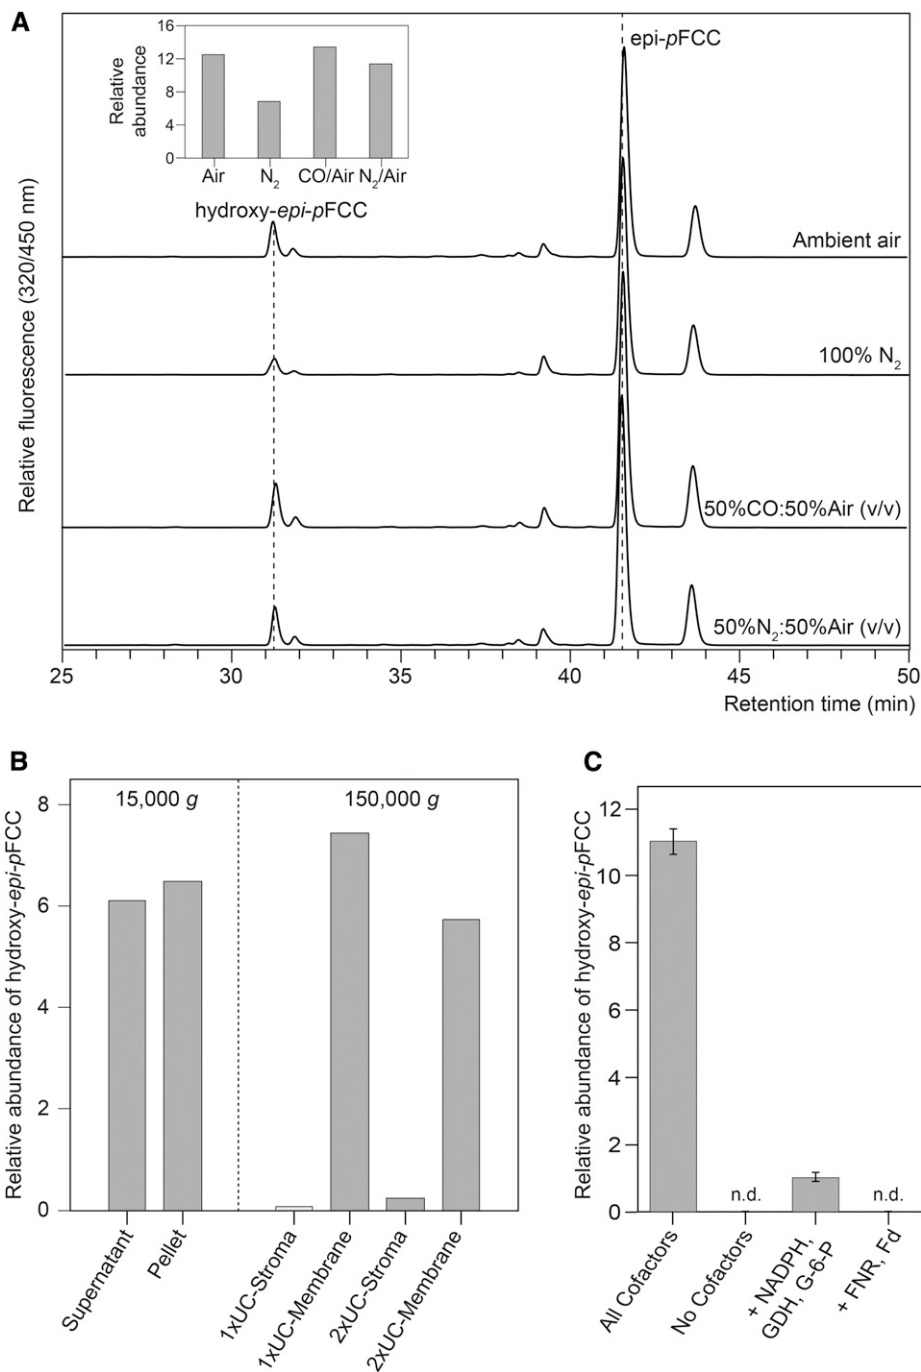 A
16
12
8
4
0
Relative
abundance
Air N2 CO/Air N2/Air
epi-pFCC
hydroxy-epi-pFCC
Relative fluorescence (320/450 nm)
Ambient air
100% N2
50%CO:50%Air (v/v)
50%N2:50%Air (v/v)
25 31 35 40 45 50
Retention time (min)
B
15,000 g 150,000 g
8
6
4
2
0
Relative abundance of hydroxy-epi-pFCC
Supernatant
Pellet
1xUC-Stroma
1xUC-Membrane
2xUC-Stroma
2xUC-Membrane
C
12
10
8
6
4
2
0
Relative abundance of hydroxy-epi-pFCC
n.d.
n.d.
All Cofactors
No Cofactors
+ NADPH,
GDH, G-6-P
+ FNR, Fd